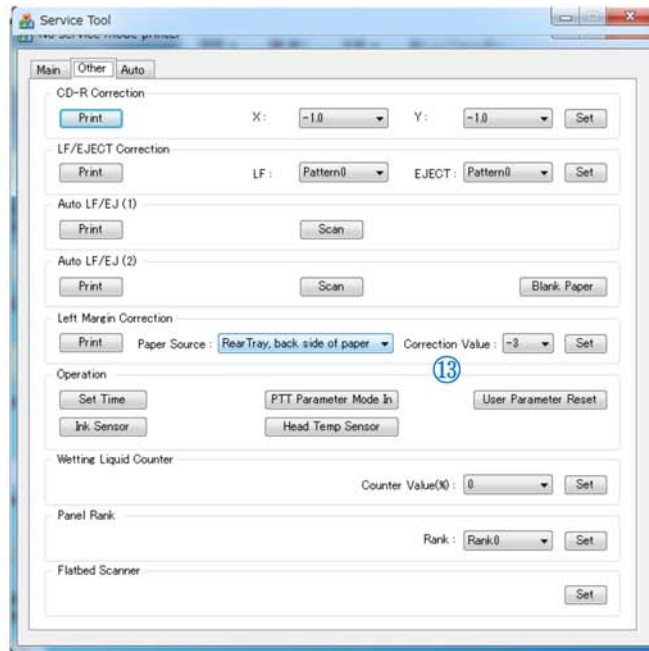 Service Tool
No service mode printer
Main Other Auto
CD-R Correction
Print X : -1.0 Y : -1.0 Set
LF/EJECT Correction
Print LF : Pattern0 EJECT : Pattern0 Set
Auto LF/EJ (1)
Print Scan
Auto LF/EJ (2)
Print Scan Blank Paper
Left Margin Correction
Print Paper Source : RearTray, back side of paper Correction Value : -3 Set
⑬
Operation
Set Time PTT Parameter Mode In User Parameter Reset
Ink Sensor Head Temp Sensor
Wetting Liquid Counter
Counter Value(%) : 0 Set
Panel Rank
Rank : Rank0 Set
Flatbed Scanner
Set